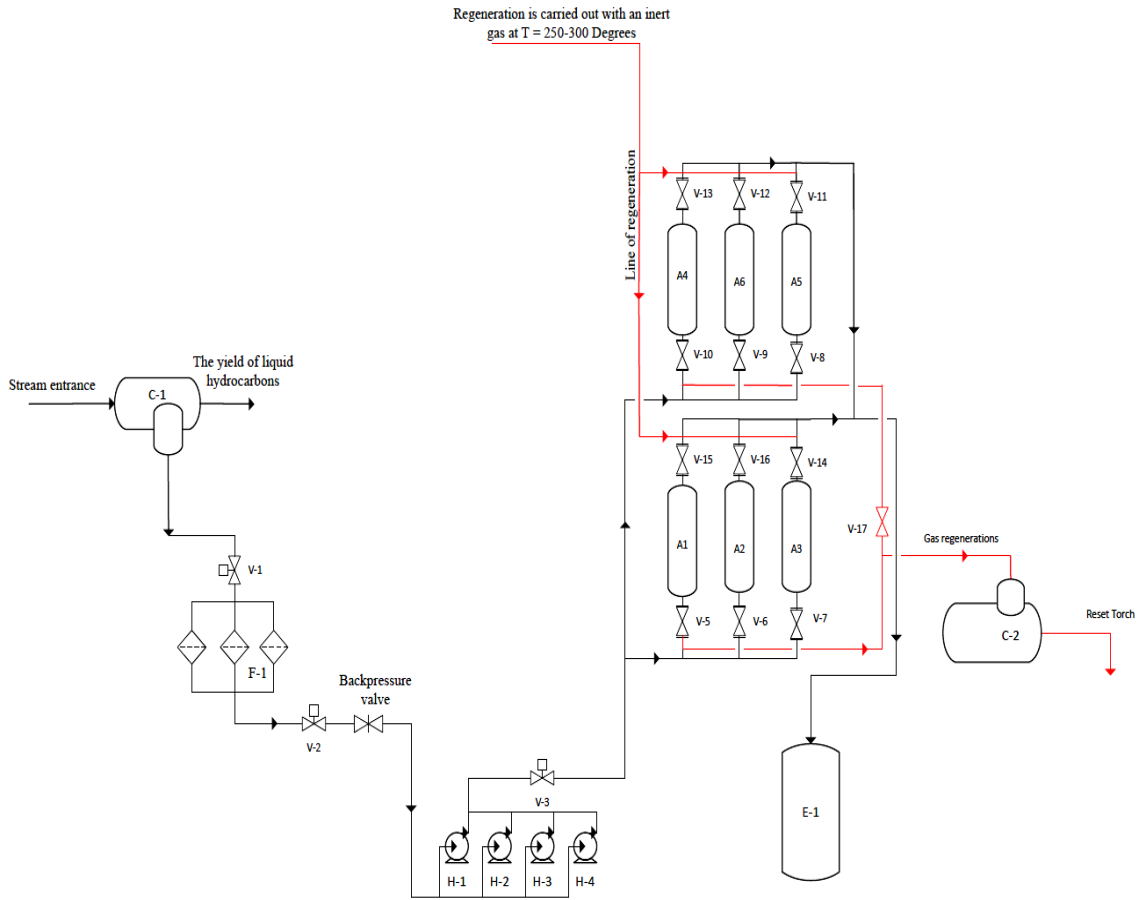 Regeneration is carried out with an inert
gas at T = 250-300 Degrees
Line of regeneration
V-13
V-12
V-11
A4
A6
A5
V-10
V-9
V-8
The yield of liquid
hydrocarbons
Stream entrance
C-1
V-15
V-16
V-14
A1
A2
A3
V-17
Gas regenerations
V-1
V-5
V-6
V-7
Reset Torch
C-2
F-1
Backpressure
valve
V-2
V-3
E-1
H-1
H-2
H-3
H-4